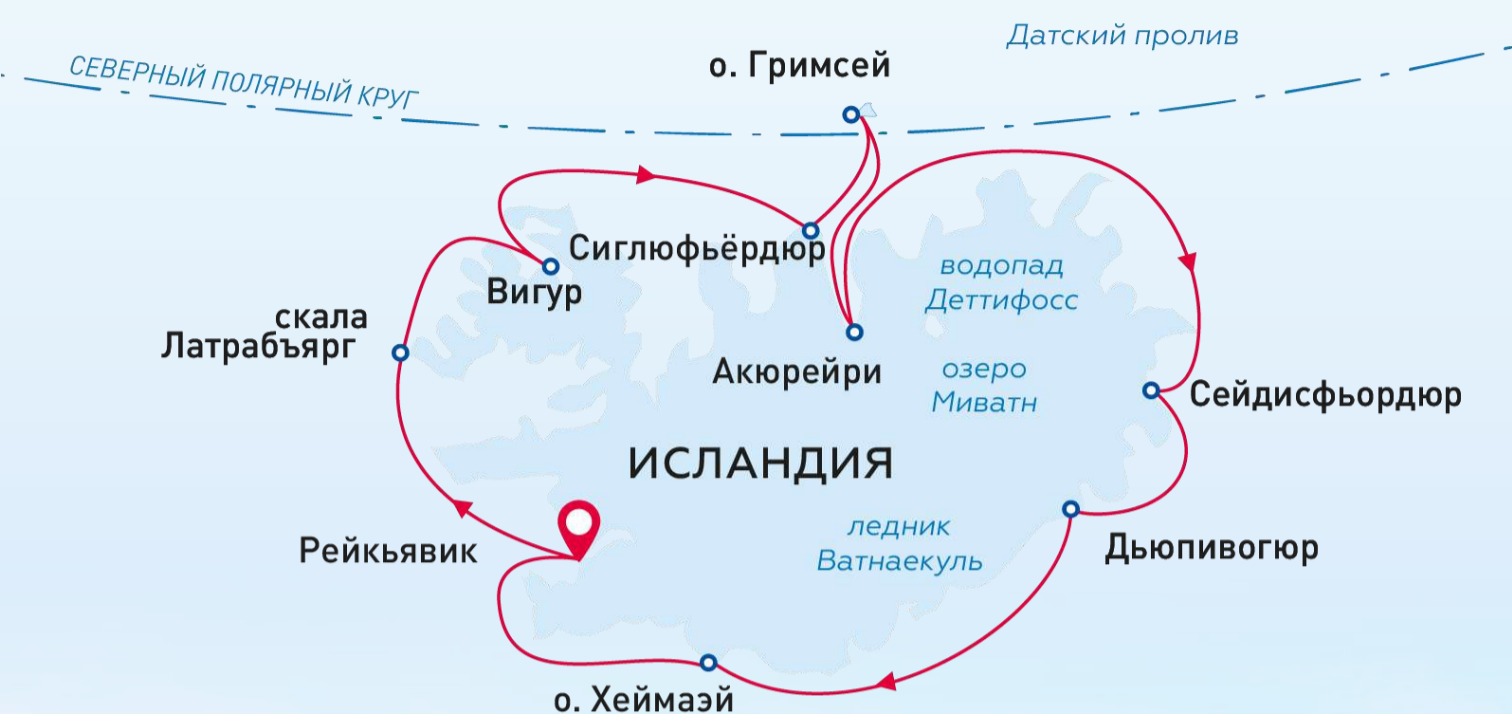 Датский пролив
о. Гримсей
СЕВЕРНЫЙ ПОЛЯРНЫЙ КРУГ
Сиглюфьёрдюр
Вигур
водопад
Деттифосс
скала
Латрабъярг
Акюрейри
озеро
Миватн
Сейдисфьордюр
ИСЛАНДИЯ
Рейкьявик
ледник
Ватнаекуль
Дьюпивогюр
о. Хеймаэй